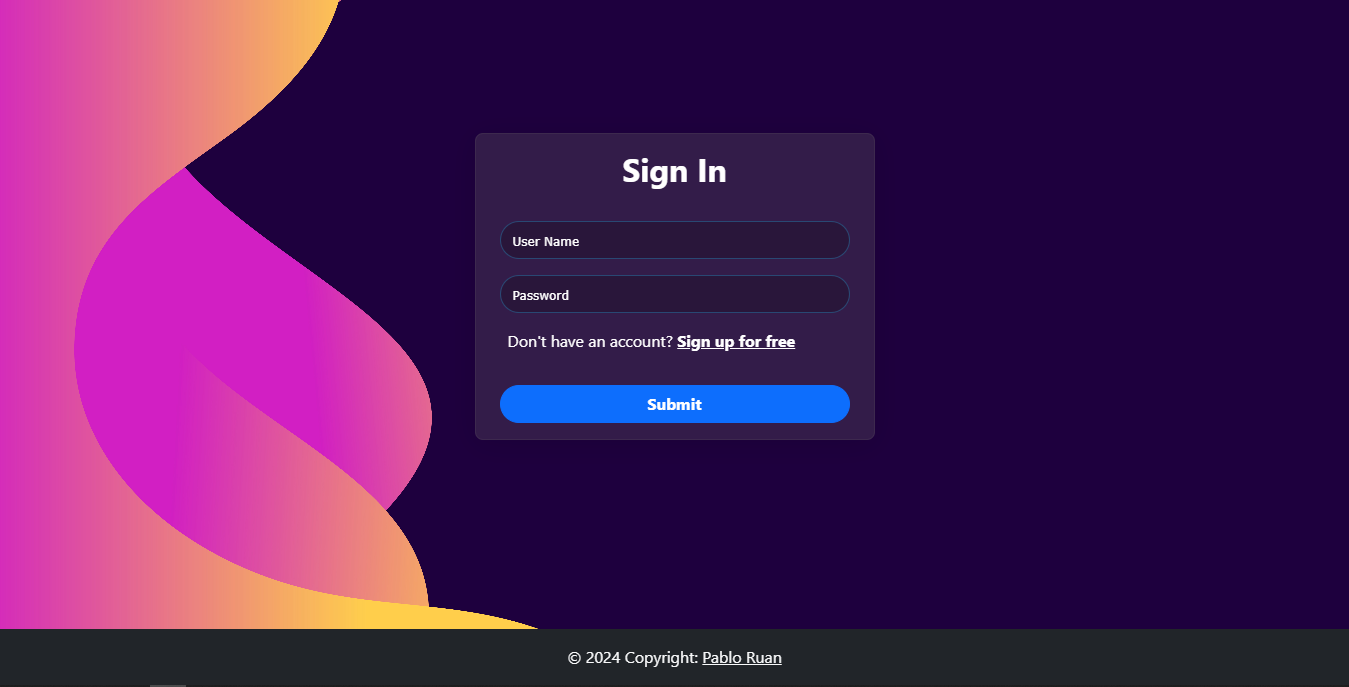 Sign In
User Name
Password
Don't have an account? Sign up for free
Submit
© 2024 Copyright: Pablo Ruan